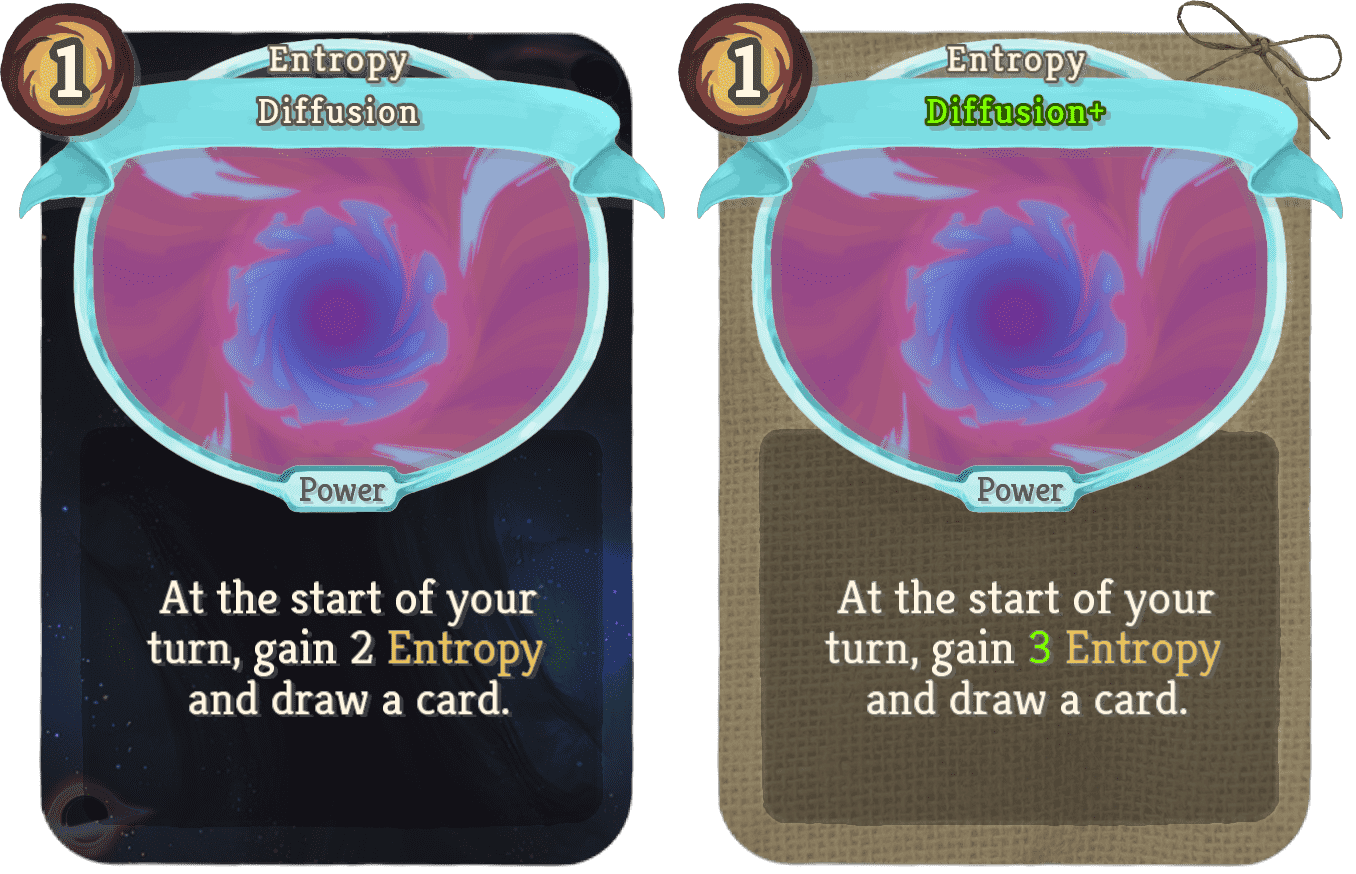 1
Entropy
Diffusion
Power
At the start of your
turn, gain 2 Entropy
and draw a card.
1
Entropy
Diffusion+
Power
At the start of your
turn, gain 3 Entropy
and draw a card.